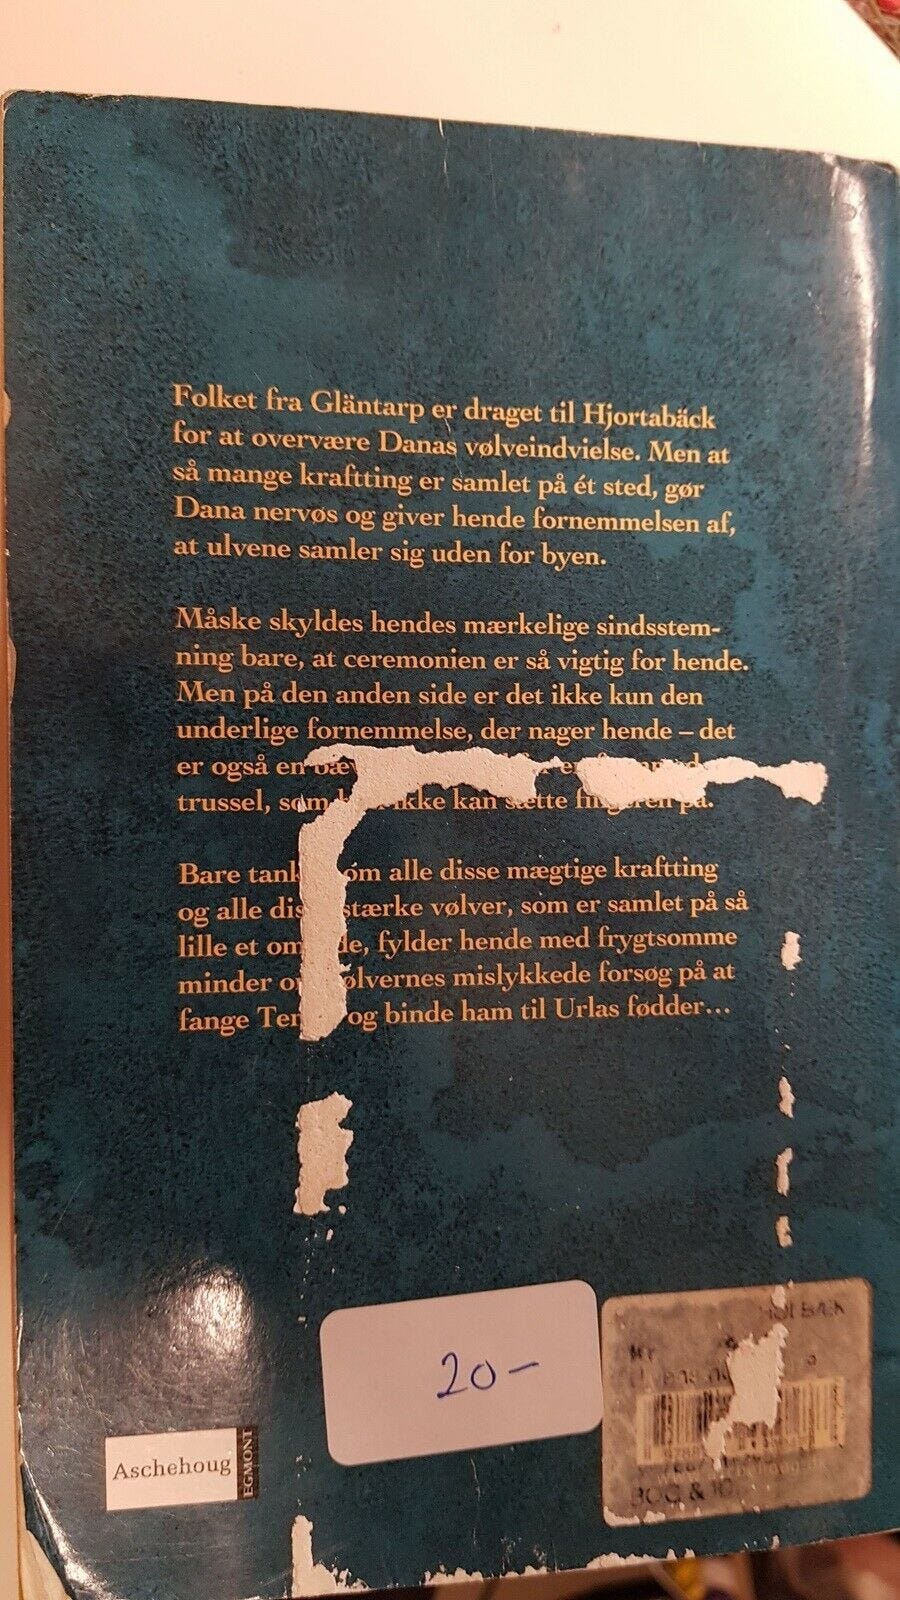 Folket fra Gläntarp er draget til Hjortabäck
for at overvære Danas vølveindvielse. Men at
så mange kraftting er samlet på ét sted, gør
Dana nervøs og giver hende fornemmelsen af,
at ulvene samler sig uden for byen.
Måske skyldes hendes mærkelige sindsstem-
ning bare, at ceremonien er så vigtig for hende.
Men på den anden side er det ikke kun den
underlige fornemmelse, der nager hende – det
er også en
trussel, som ikke kan sætte fingeren på.
Bare om alle disse mægtige kraftting
og alle stærke vølver, som er samlet på så
lille et, fylder hende med frygtsomme
minder mislykkede forsøg på at
fange og binde ham til Urlas fødder...
20-
Aschehoug
EGMONT
BOG &